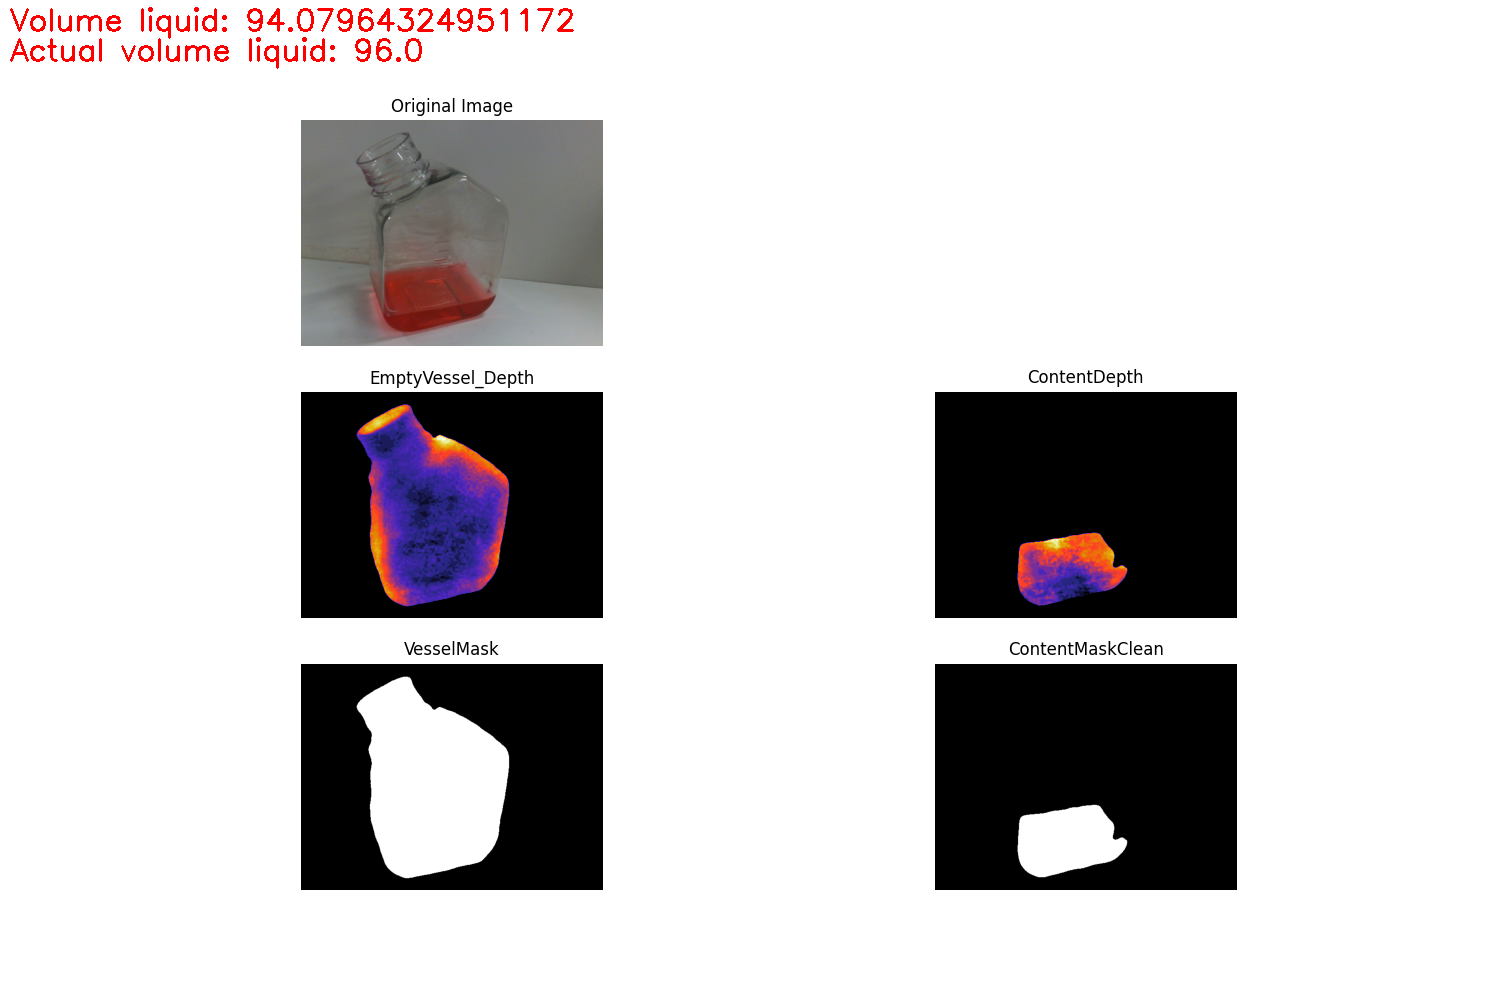 Volume liquid: 94.07964324951172
Actual volume liquid: 96.0
Original Image
EmptyVessel_Depth
ContentDepth
VesselMask
ContentMaskClean